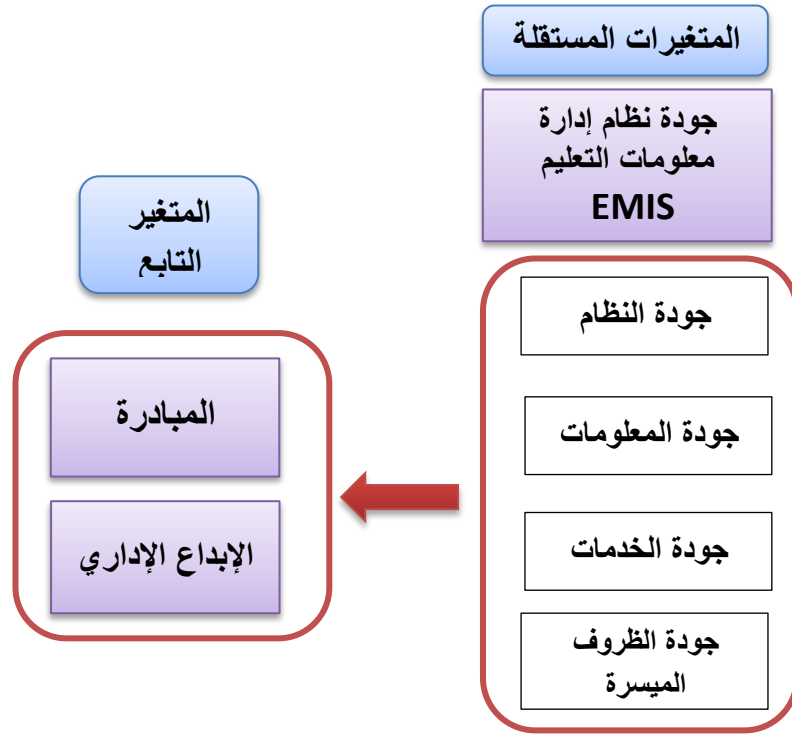 المتغيرات المستقلة
جودة نظام إدارة
معلومات التعليم
EMIS
جودة النظام
جودة المعلومات
جودة الخدمات
جودة الظروف
الميسرة
المتغير
التابع
المبادرة
الإبداع الإداري